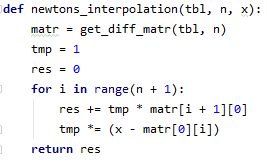 def newtons_interpolation(tbl, n, x):
    matr = get_diff_matr(tbl, n)
    tmp = 1
    res = 0
    for i in range(n + 1):
        res += tmp * matr[i + 1][0]
        tmp *= (x - matr[0][i])
    return res